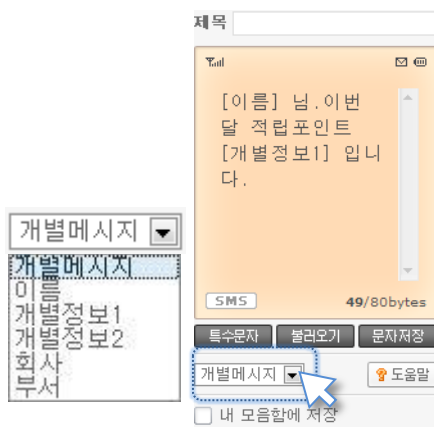 제목
[이름] 님.이번
달 적립포인트
[개별정보1] 입니
다.
SMS 49/80bytes
특수문자 불러오기 문자저장
개별메시지 도움말
내 모음함에 저장
개별메시지
개별메시지
이름
개별정보1
개별정보2
회사
부서